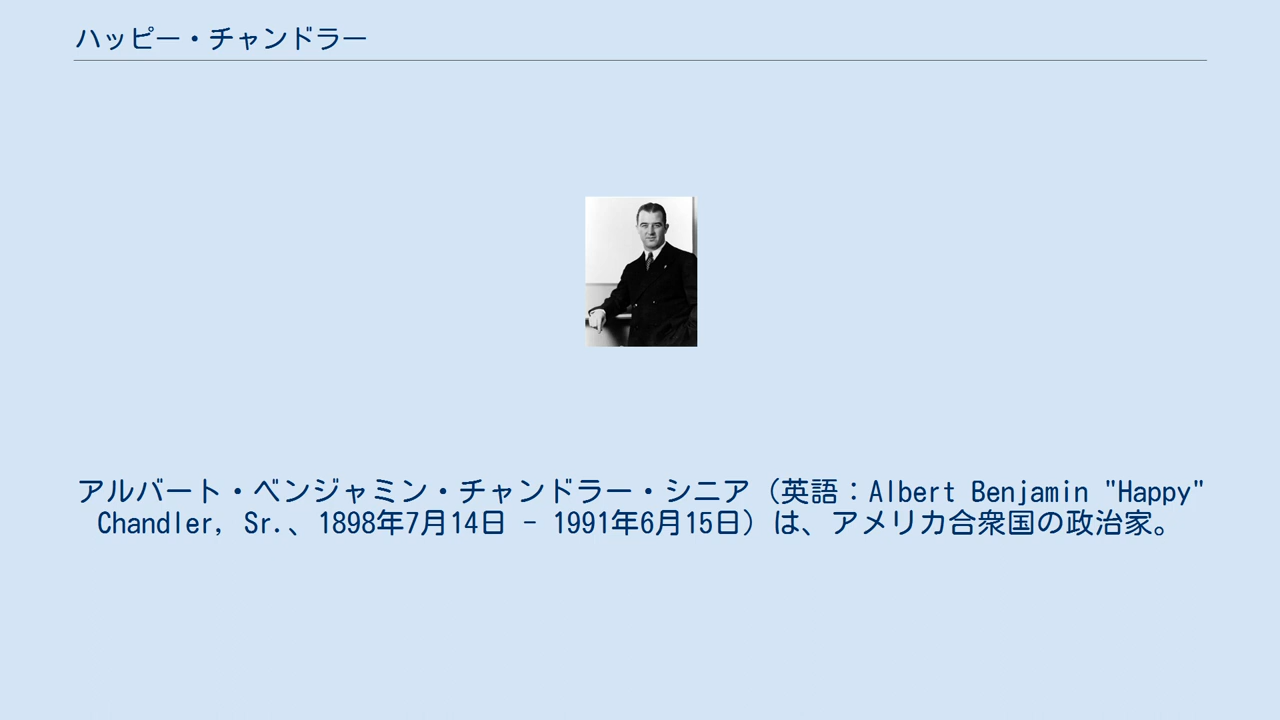 ハッピー・チャンドラー
アルバート・ベンジャミン・チャンドラー・シニア（英語：Albert Benjamin "Happy"
Chandler, Sr.、1898年7月14日 - 1991年6月15日）は、アメリカ合衆国の政治家。